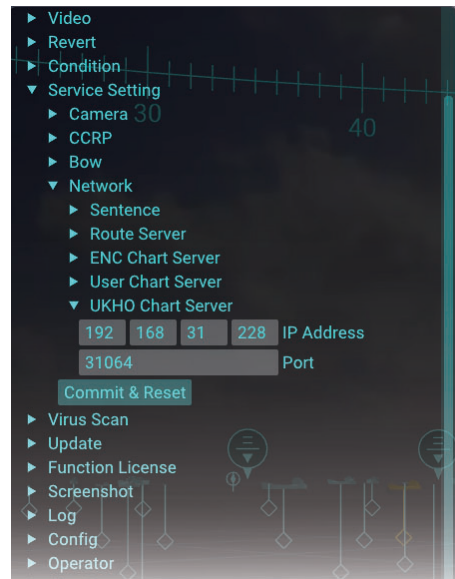 Video
Revert
Condition
Service Setting
Camera
30
40
CCRP
Bow
Network
Sentence
Route Server
ENC Chart Server
User Chart Server
UKHO Chart Server
192 168 31 228 IP Address
31064 Port
Commit & Reset
Virus Scan
Update
Function License
Screenshot
Log
Config
Operator